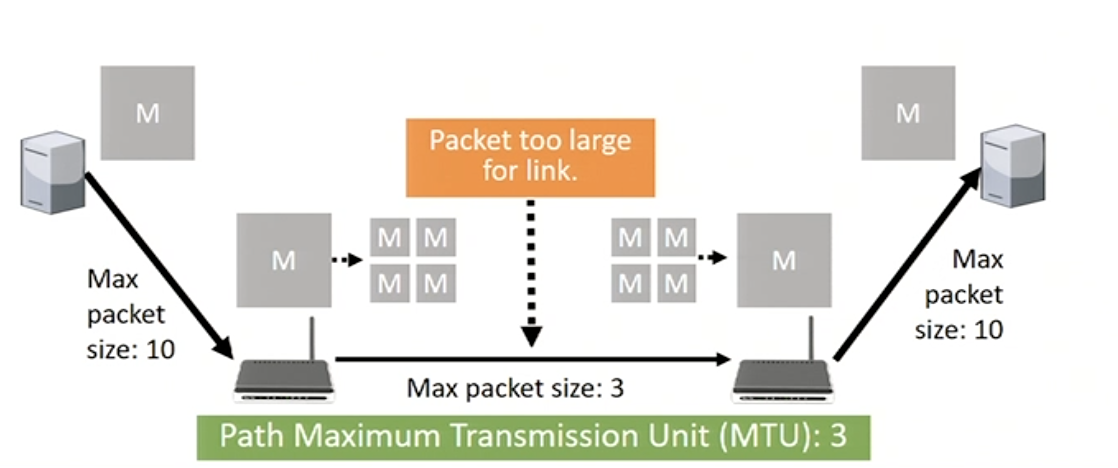 M
M
Packet too large
for link.
M
M M
M M
M M
M M
M
Max
packet
size: 10
Max
packet
size: 10
Max packet size: 3
Path Maximum Transmission Unit (MTU): 3